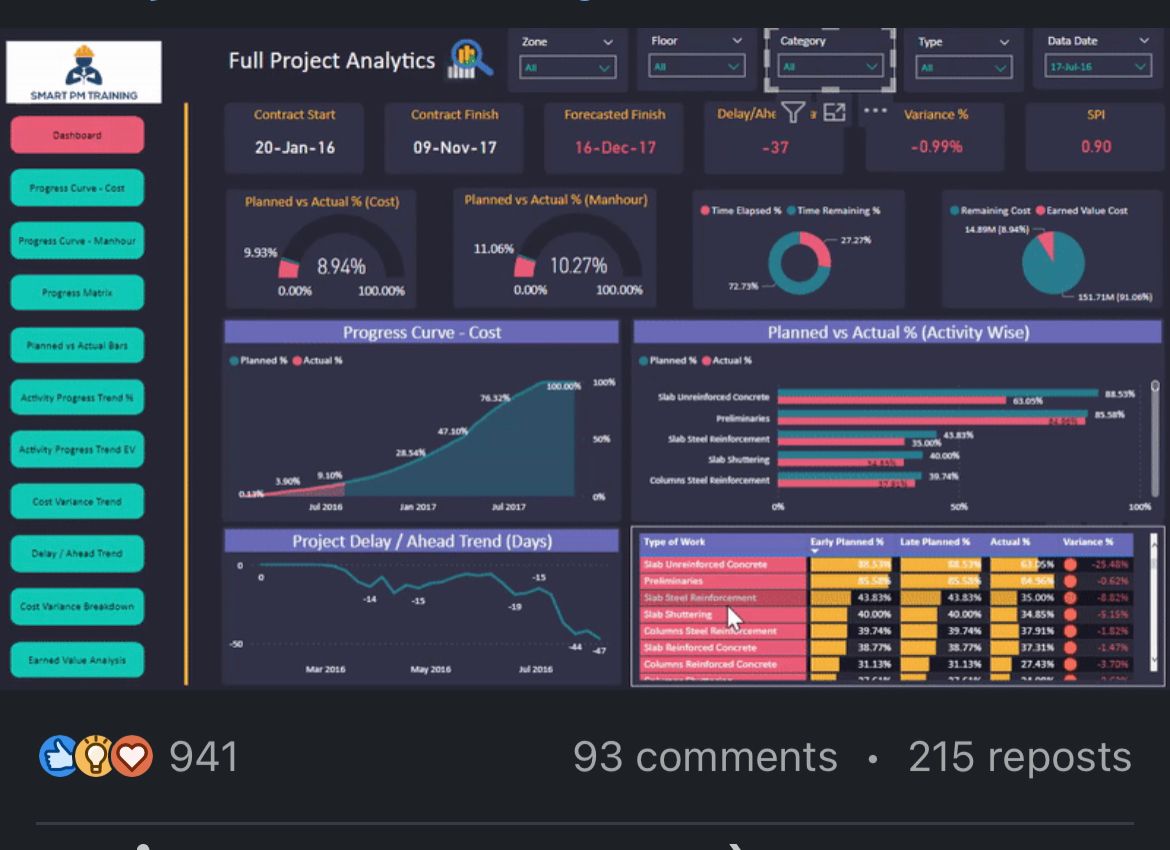 SMART PM TRAINING
Full Project Analytics
Zone
All
Floor
All
Category
All
Type
All
Data Date
17-Jul-16
Dashboard
Progress Curve - Cost
Progress Curve - Manhour
Progress Matrix
Planned vs Actual Bars
Activity Progress Trend %
Activity Progress Trend EV
Cost Variance Trend
Delay / Ahead Trend
Cost Variance Breakdown
Earned Value Analysis
Contract Start
20-Jan-16
Contract Finish
09-Nov-17
Forecasted Finish
16-Dec-17
Delay/Ahe
-37
Variance %
-0.99%
SPI
0.90
Planned vs Actual % (Cost)
9.93%
8.94%
0.00% 100.00%
Planned vs Actual % (Manhour)
11.06%
10.27%
0.00% 100.00%
Time Elapsed % Time Remaining %
27.27%
72.73%
Remaining Cost Earned Value Cost
14.89M (8.94%)
151.71M (91.06%)
Progress Curve - Cost
Planned % Actual %
100.00% 100%
76.32%
47.10%
50%
28.54%
9.10%
3.90%
0.13%
0%
Jul 2016 Jan 2017 Jul 2017
Planned vs Actual % (Activity Wise)
Planned % Actual %
Slab Unreinforced Concrete 88.53%
63.05%
Preliminaries 85.58%
84.96%
Slab Steel Reinforcement 43.83%
35.00%
Slab Shuttering 40.00%
34.85%
Columns Steel Reinforcement 39.74%
37.91%
0% 50% 100%
Project Delay / Ahead Trend (Days)
0
0
-14
-15
-15
-19
-44
-47
-50
Mar 2016 May 2016 Jul 2016
Type of Work Early Planned % Late Planned % Actual % Variance %
Slab Unreinforced Concrete 88.53% 88.53% 63.05% -25.48%
Preliminaries 85.58% 85.58% 84.96% -0.62%
Slab Steel Reinforcement 43.83% 43.83% 35.00% -8.82%
Slab Shuttering 40.00% 40.00% 34.85% -5.15%
Columns Steel Reinforcement 39.74% 39.74% 37.91% -1.82%
Slab Reinforced Concrete 38.77% 38.77% 37.31% -1.47%
Columns Reinforced Concrete 31.13% 31.13% 27.43% -3.70%
941
93 comments • 215 reposts